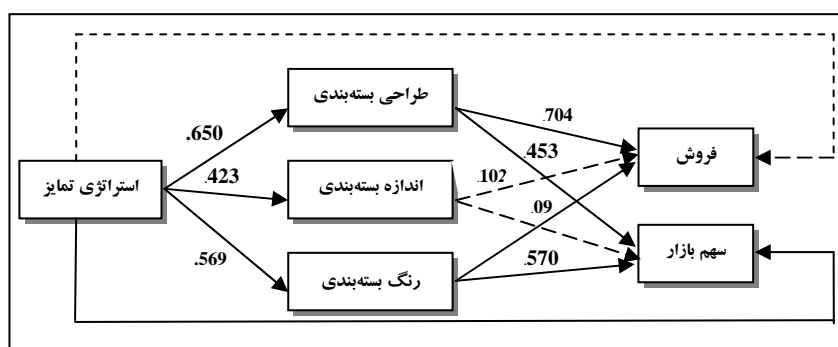 طراحی بسته‌بندی
.704
.650
.453
فروش
.102
استراتژی تمایز
.423
اندازه بسته‌بندی
.09
سهم بازار
.569
رنگ بسته‌بندی
.570